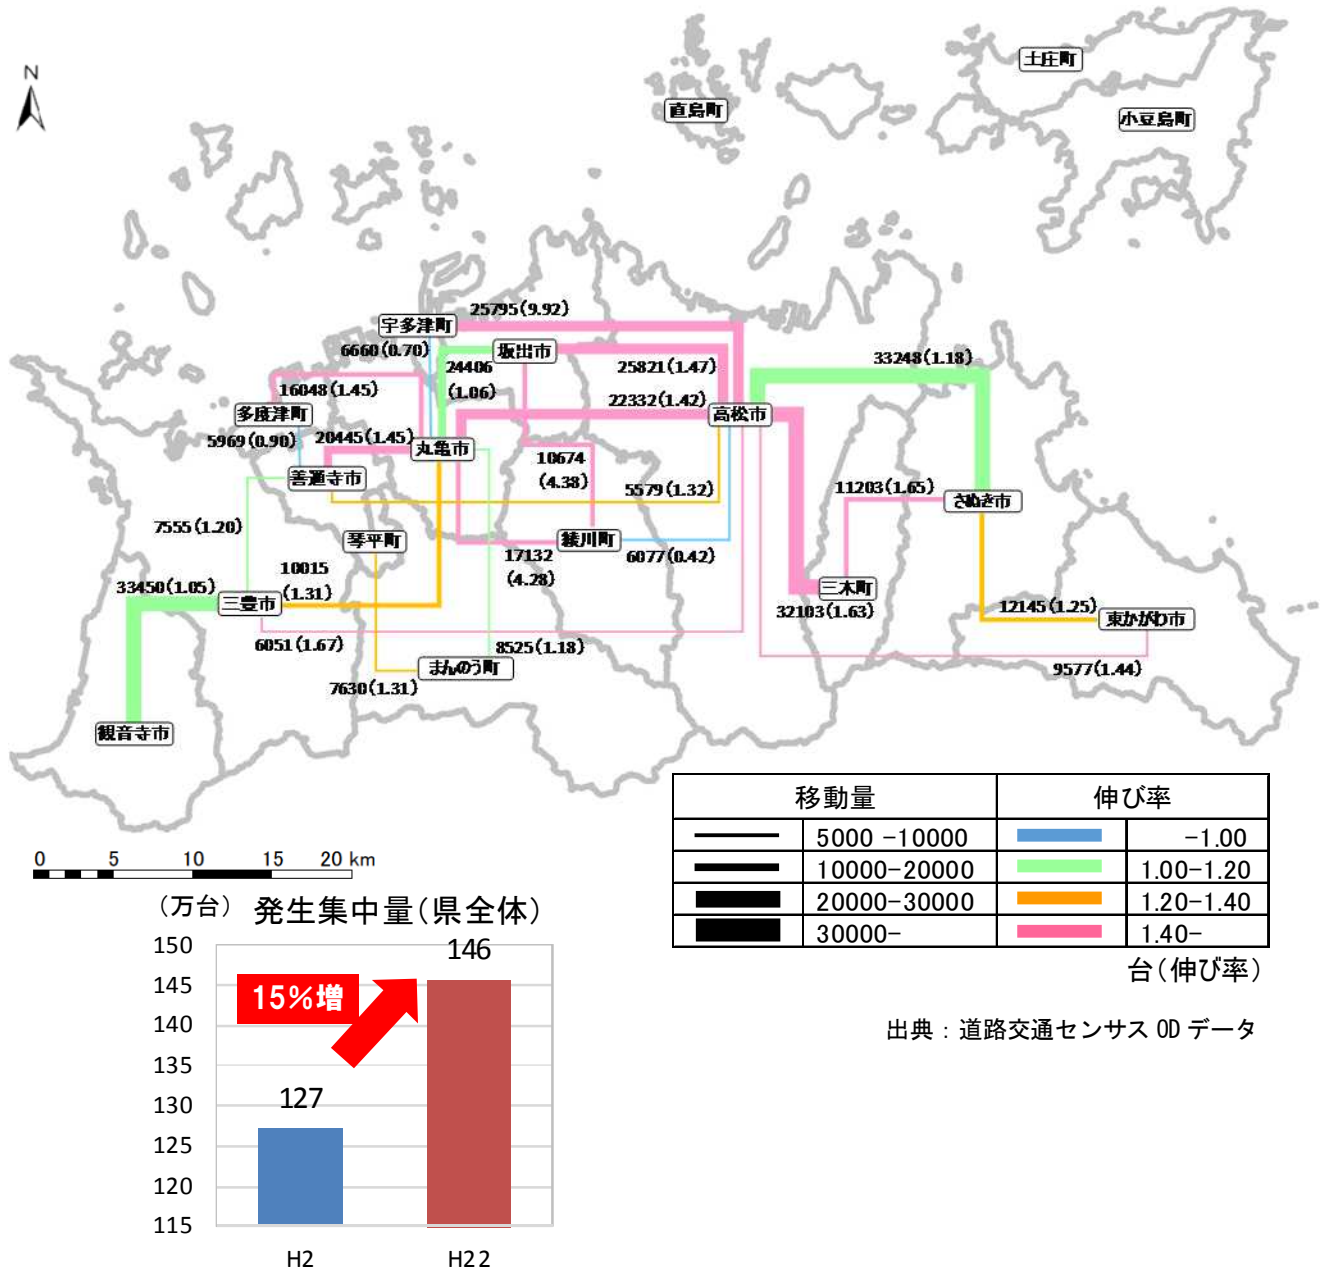 N
土庄町
直島町
小豆島町
25795(9.92)
宇多津町
6660(0.70)
坂出市
33248(1.18)
24406
(1.06)
25821(1.47)
16048(1.45)
22332(1.42)
多度津町
高松市
5969(0.90)
20445(1.45)
丸亀市
10674
(4.38)
善通寺市
5579(1.32)
11203(1.65)
さぬき市
7555(1.20)
琴平町
綾川町
17132
(4.28)
6077(0.42)
10015
(1.31)
33450(1.05)
三豊市
三木町
32103(1.63)
12145(1.25)
東かがわ市
6051(1.67)
8525(1.18)
まんのう町
7630(1.31)
9577(1.44)
観音寺市
移動量 伸び率
5000 -10000 -1.00
10000-20000 1.00-1.20
20000-30000 1.20-1.40
30000- 1.40-
台(伸び率)
出典：道路交通センサス OD データ
0 5 10 15 20 km
(万台) 発生集中量(県全体)
150
145
140
135
130
125
120
115
146
15%増
127
H2 H22